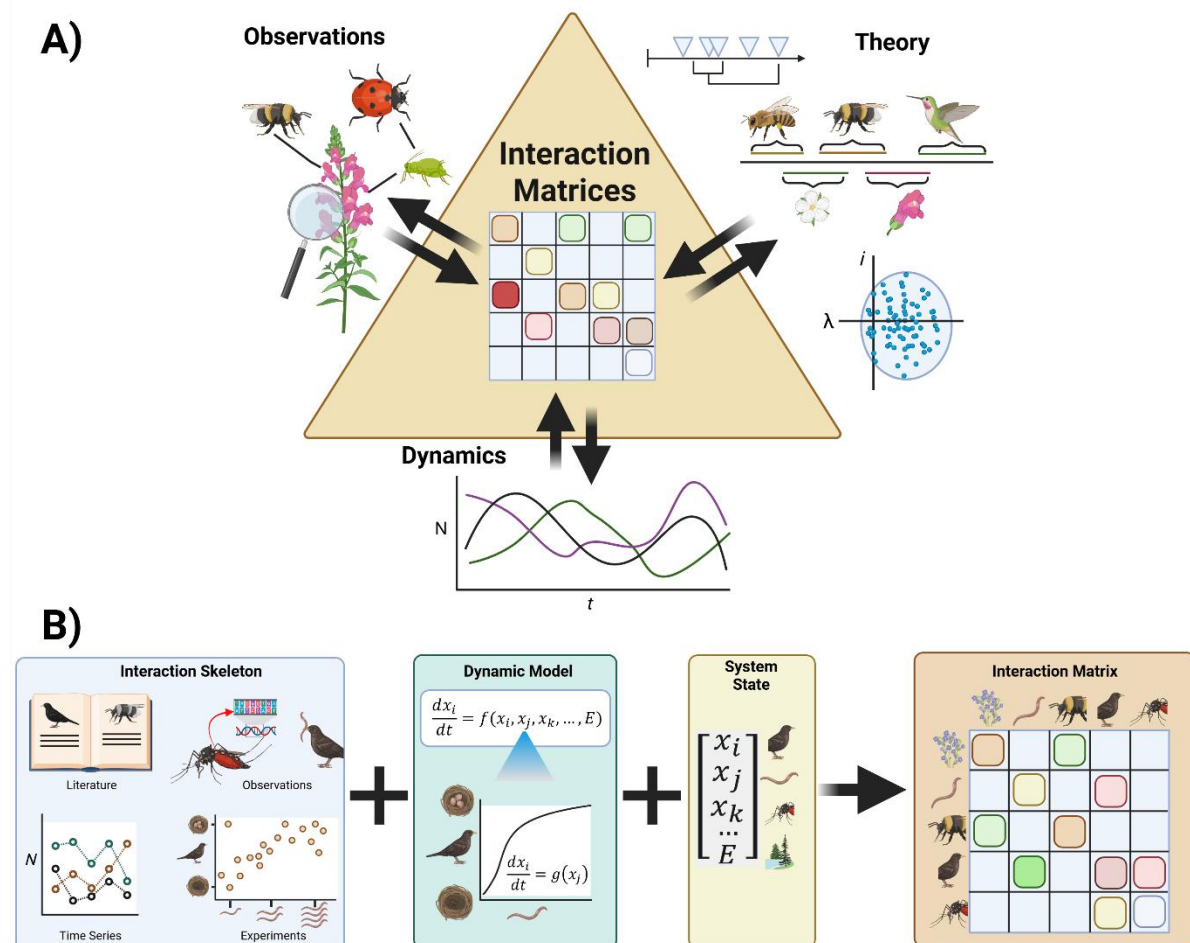 A)
Observations
Theory
Interaction
Matrices
i
λ
Dynamics
N
t
B)
Interaction Skeleton
Literature
Observations
N
Time Series
Experiments
Dynamic Model
dx_i/dt = f(x_i, x_j, x_k, ..., E)
dx_i/dt = g(x_j)
System
State
x_i
x_j
x_k
...
E
Interaction Matrix